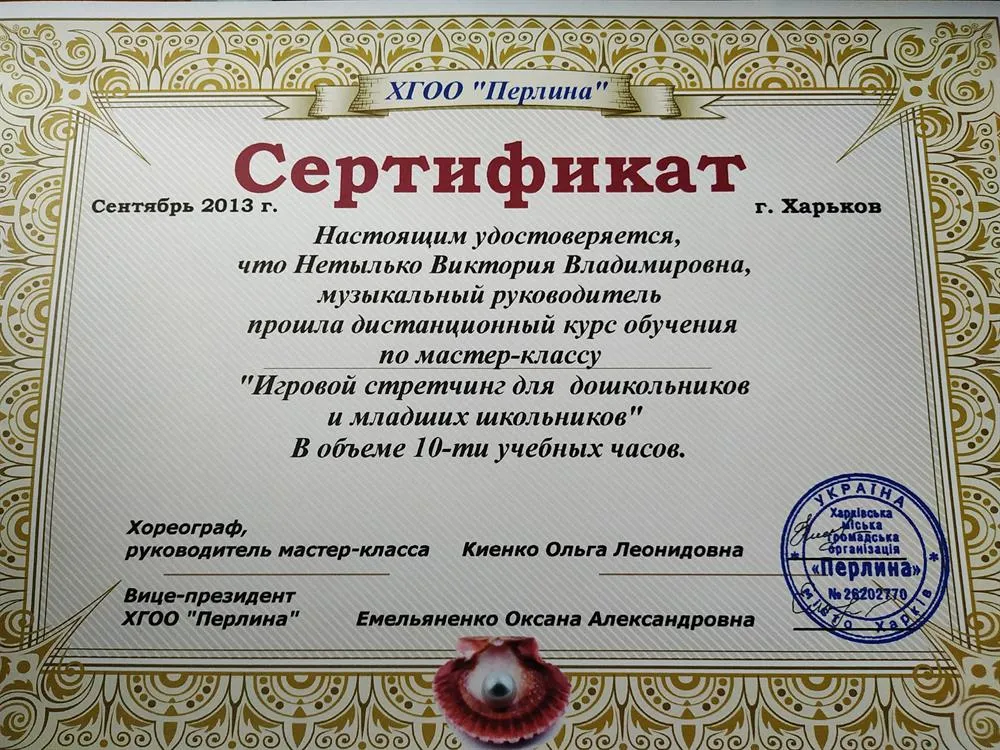 ХГОО "Перлина"
Сертификат
Сентябрь 2013 г.
г. Харьков
Настоящим удостоверяется,
что Нетылько Виктория Владимировна,
музыкальный руководитель
прошла дистанционный курс обучения
по мастер-классу
"Игровой стретчинг для дошкольников
и младших школьников"
В объеме 10-ти учебных часов.
Хореограф,
руководитель мастер-класса Киенко Ольга Леонидовна
Вице-президент
ХГОО "Перлина" Емельяненко Оксана Александровна
УКРАЇНА
Харківська
міська
громадська
організація
«Перлина»
№ 26202770
місто Харків